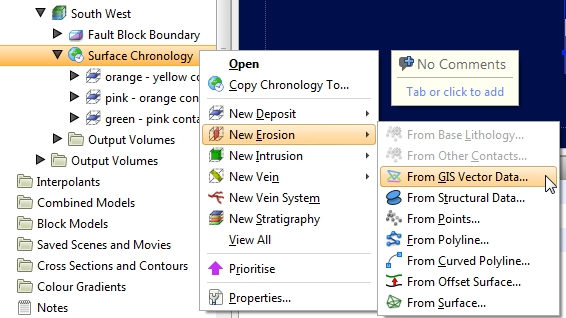 South West
Fault Block Boundary
Surface Chronology
orange - yellow co
pink - orange con
green - pink conta
Output Volumes
Output Volumes
Interpolants
Combined Models
Block Models
Saved Scenes and Movies
Cross Sections and Contours
Colour Gradients
Notes
Open
Copy Chronology To...
New Deposit
New Erosion
New Intrusion
New Vein
New Vein System
New Stratigraphy
View All
Prioritise
Properties...
No Comments
Tab or click to add
From Base Lithology...
From Other Contacts...
From GIS Vector Data...
From Structural Data...
From Points...
From Polyline...
From Curved Polyline...
From Offset Surface...
From Surface...